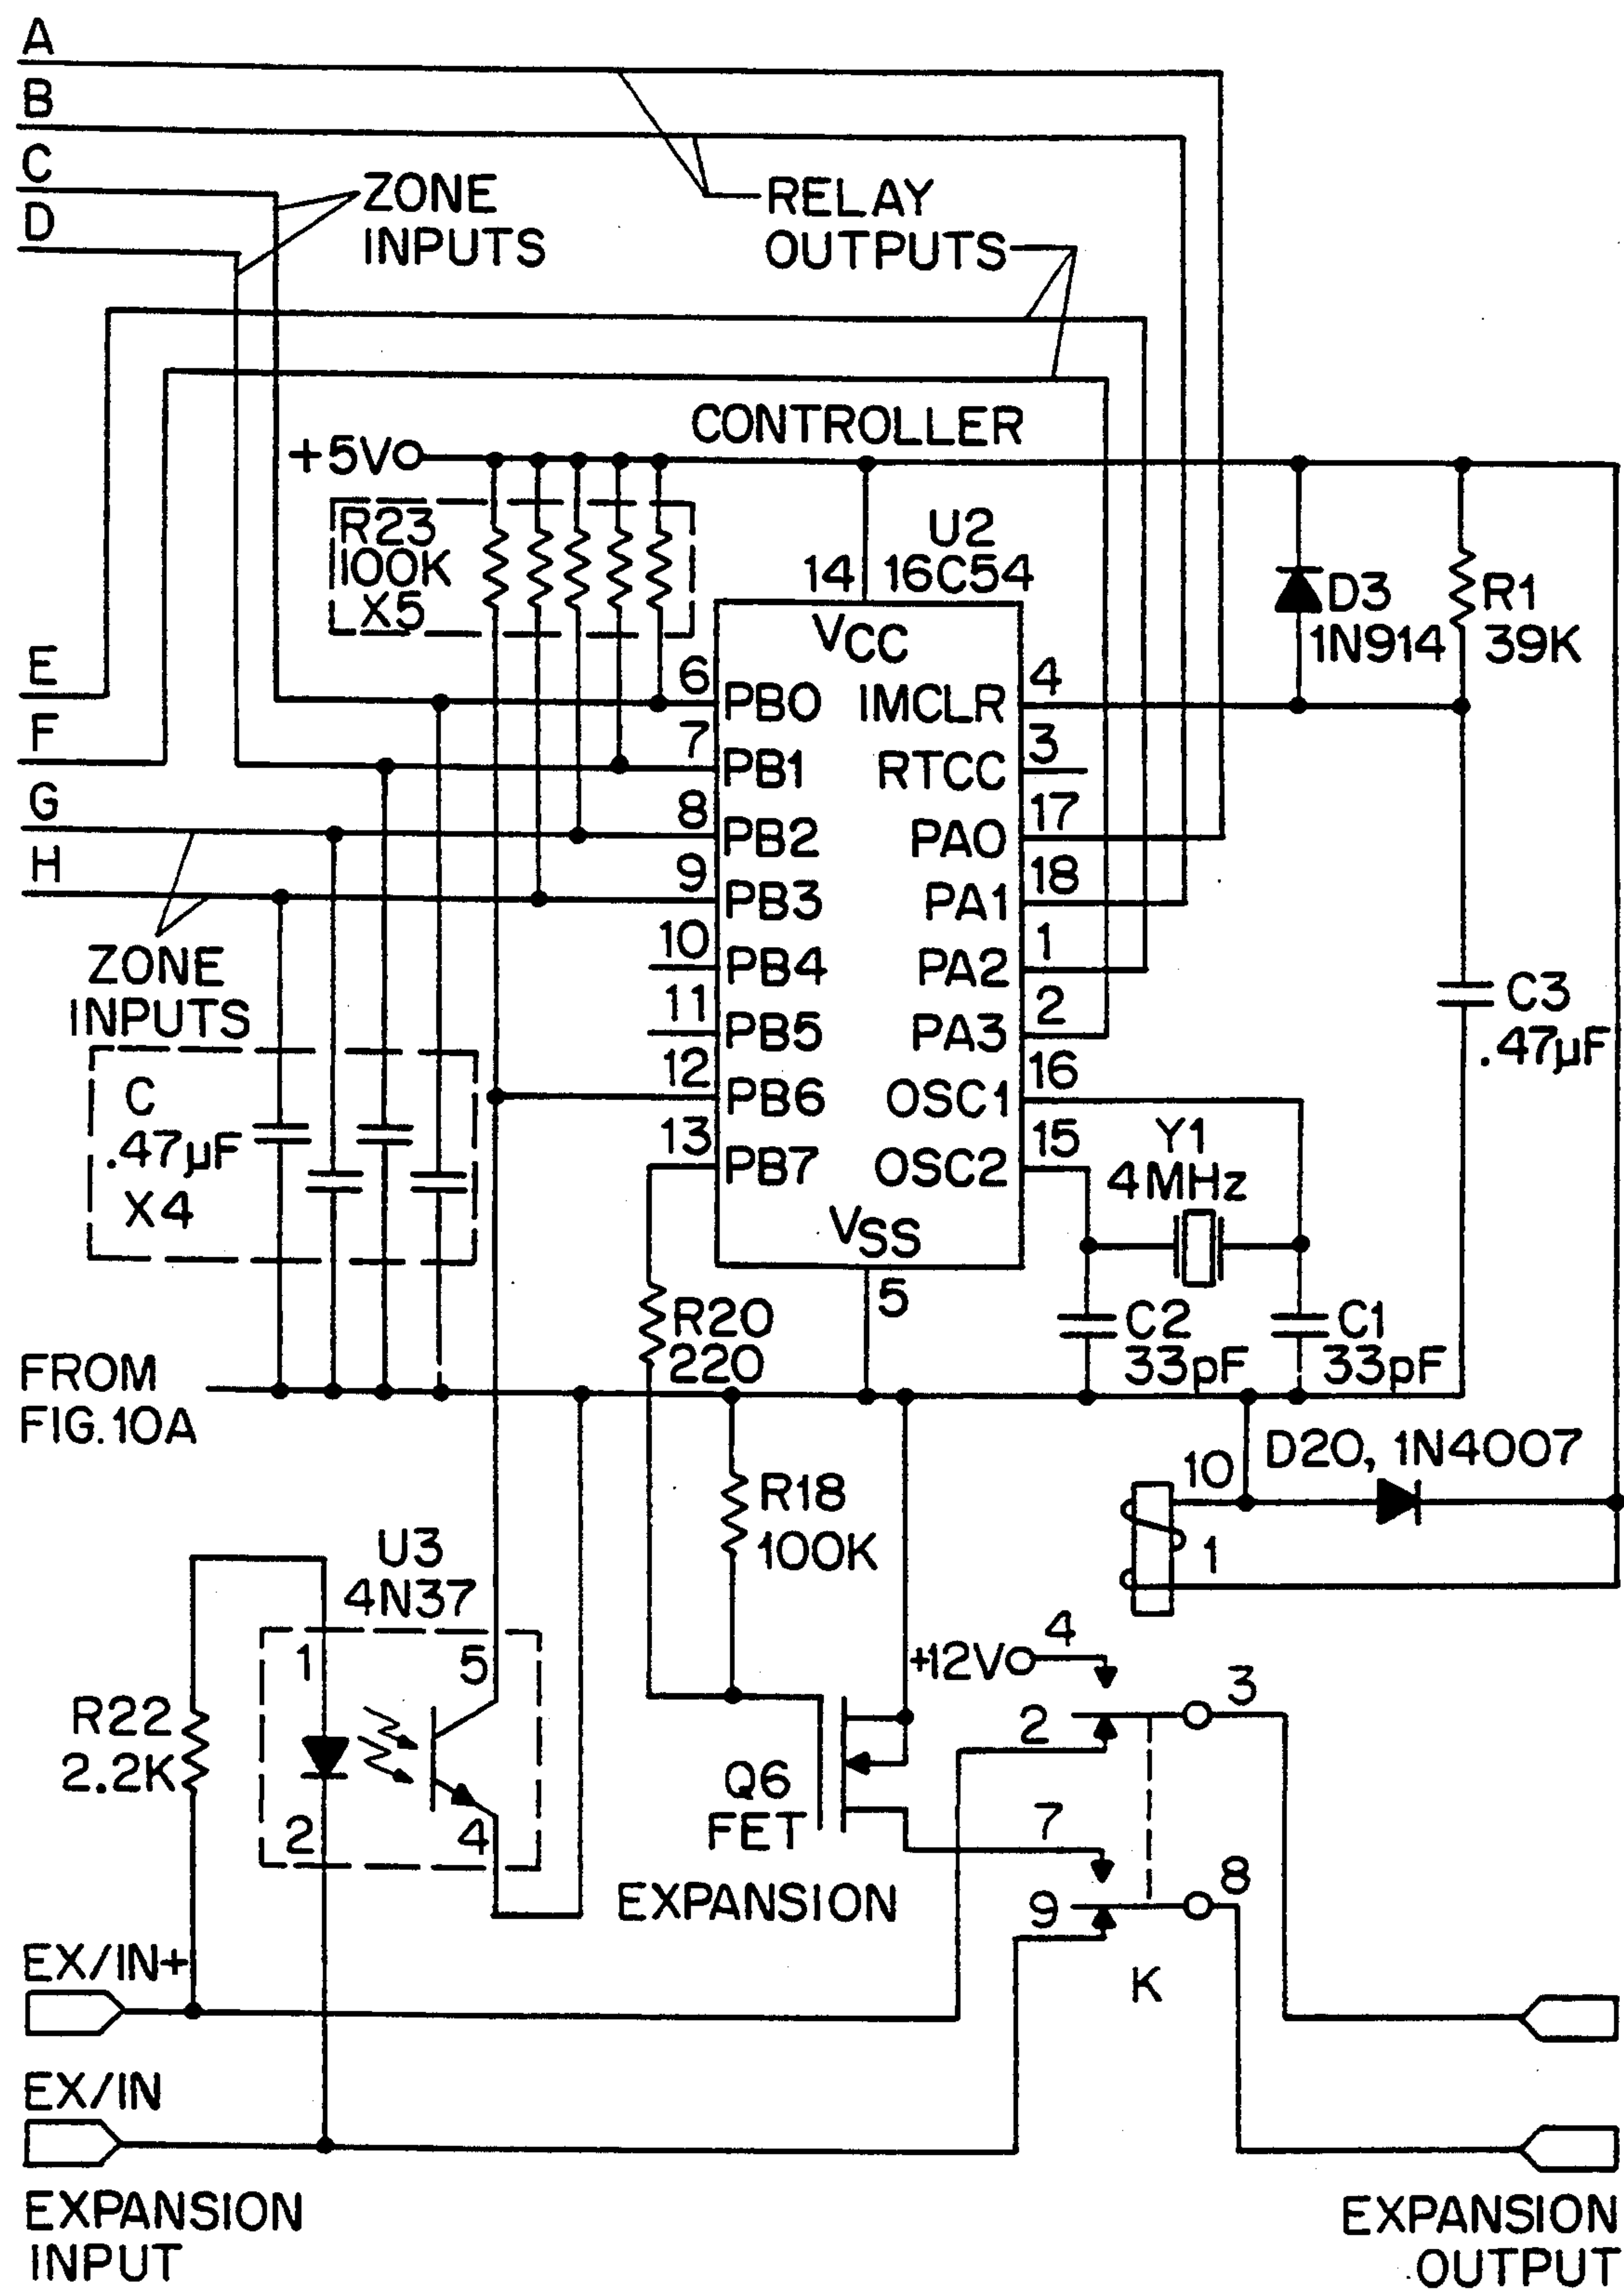 A
B
C
D
ZONE
INPUTS
RELAY
OUTPUTS
CONTROLLER
+5V
R23
100K
X5
U2
16C54
14
VCC
D3
1N914
R1
39K
E
F
G
H
6
PB0
7
PB1
8
PB2
9
PB3
10
PB4
11
PB5
12
PB6
13
PB7
IMCLR
4
RTCC
3
PA0
17
PA1
18
PA2
1
PA3
2
OSC1
16
OSC2
15
VSS
5
ZONE
INPUTS
C
.47µF
X4
C3
.47µF
Y1
4MHz
C2
33pF
C1
33pF
R20
220
FROM
FIG.10A
R18
100K
D20, 1N4007
10
1
U3
4N37
1
5
2
4
R22
2.2K
+12V
4
3
2
7
8
9
K
Q6
FET
EXPANSION
EX/IN+
EX/IN
EXPANSION
INPUT
EXPANSION
OUTPUT